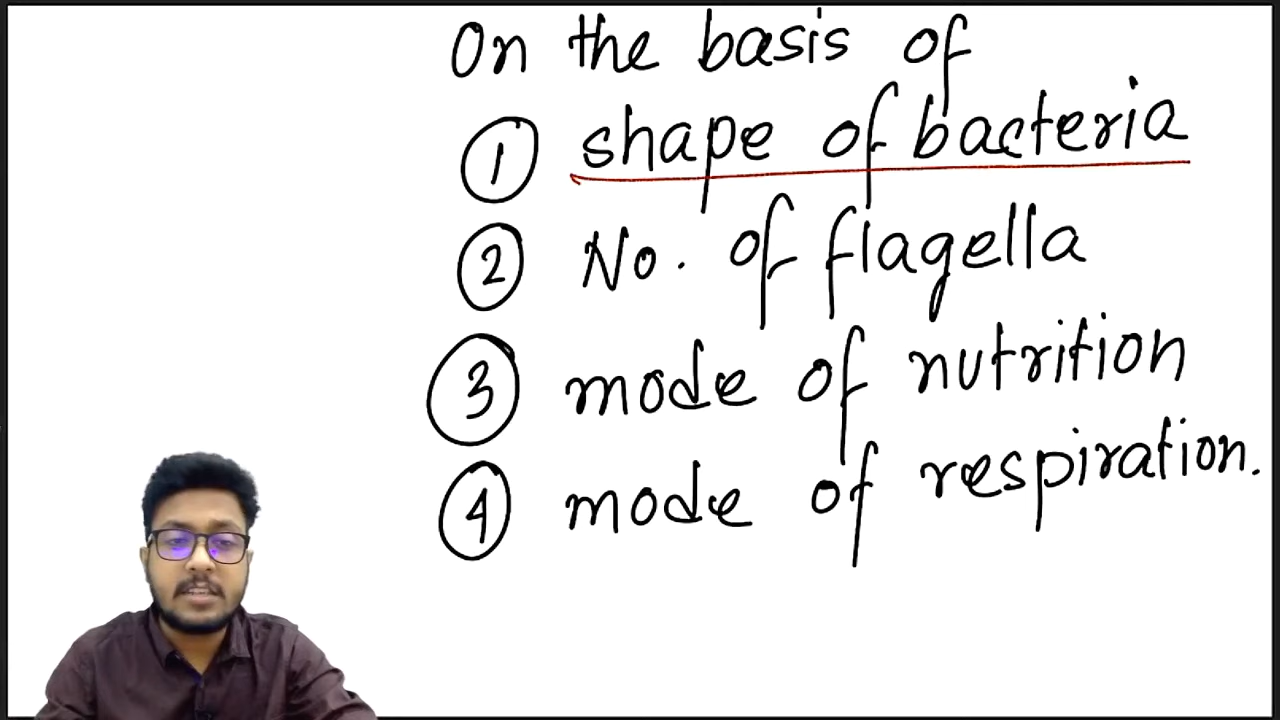 On the basis of
① shape of bacteria
② No. of flagella
③ mode of nutrition
④ mode of respiration.